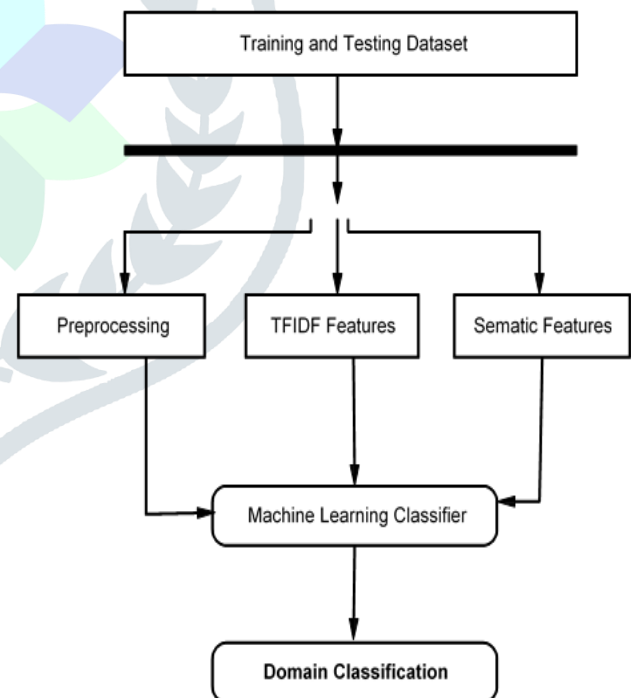 Training and Testing Dataset
Preprocessing
TFIDF Features
Sematic Features
Machine Learning Classifier
Domain Classification